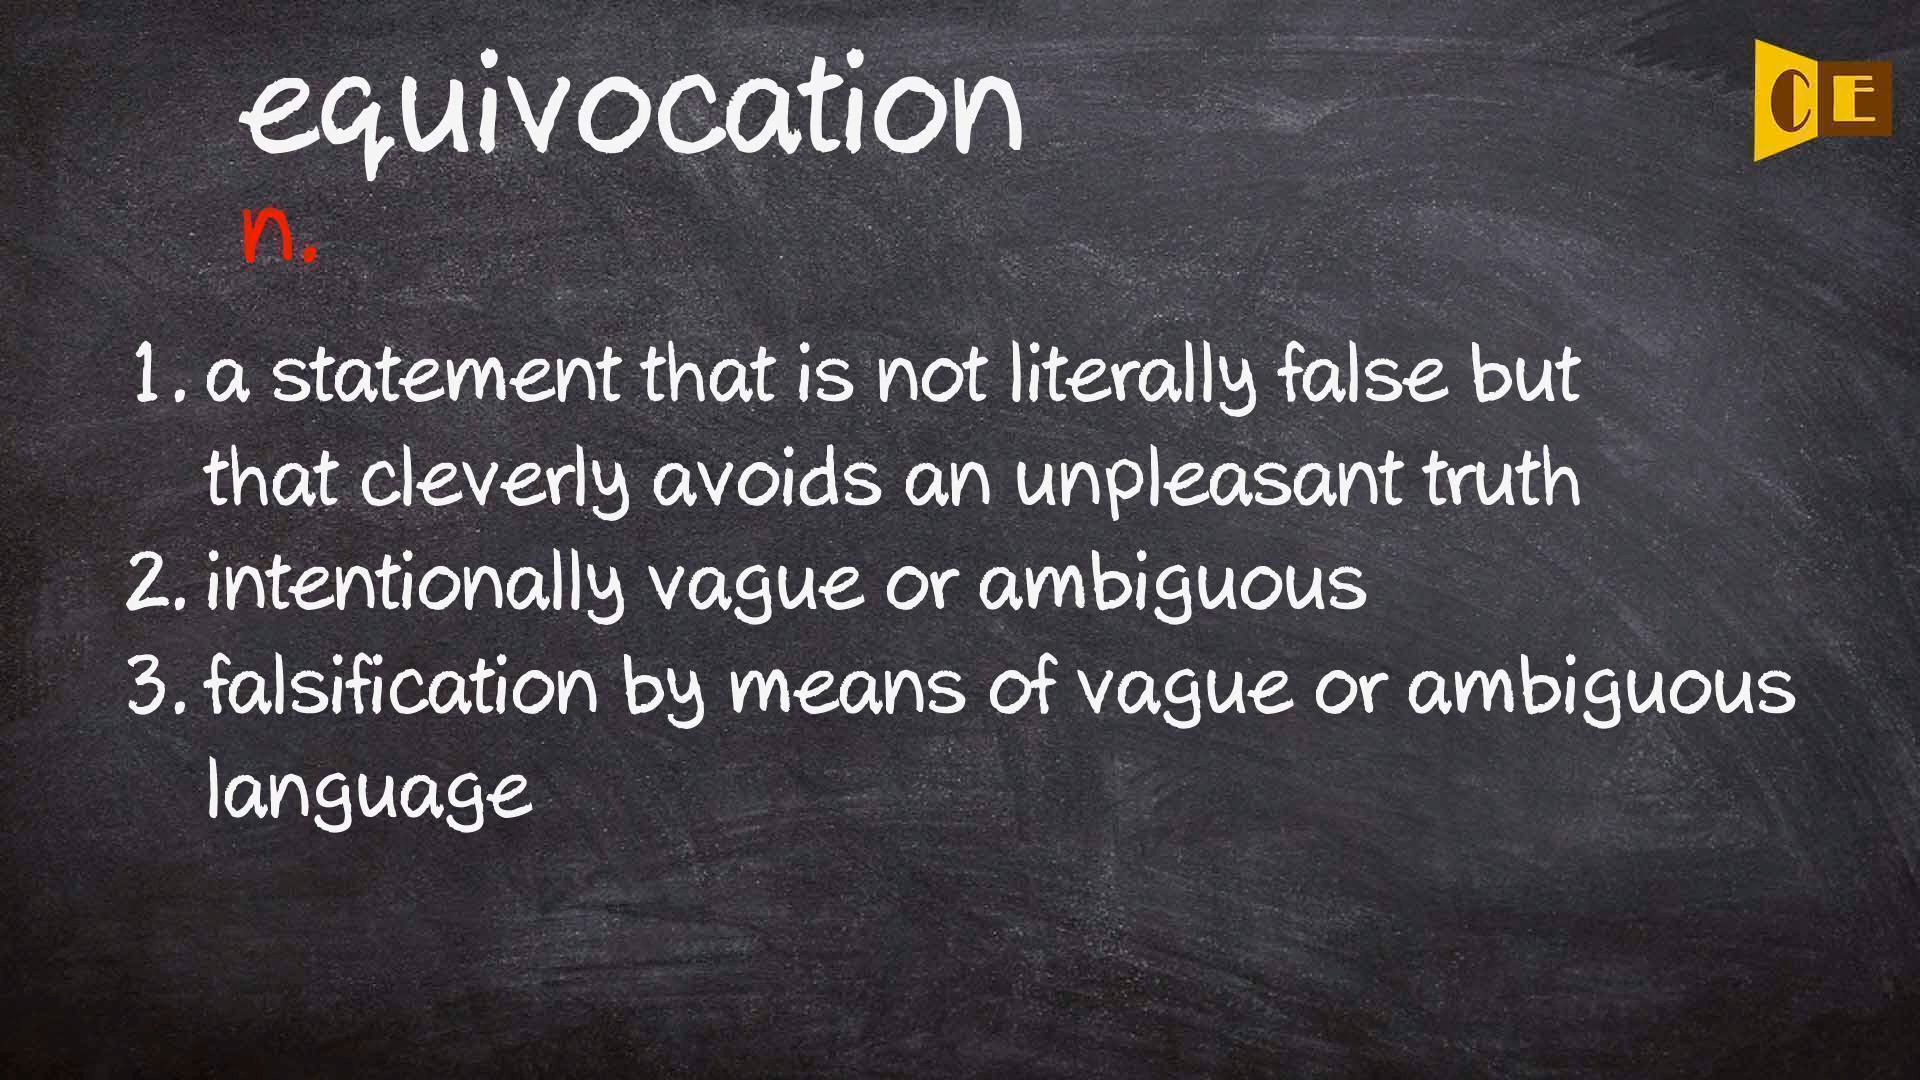 equivocation
CE
n.
1. a statement that is not literally false but
that cleverly avoids an unpleasant truth
2. intentionally vague or ambiguous
3. falsification by means of vague or ambiguous
language